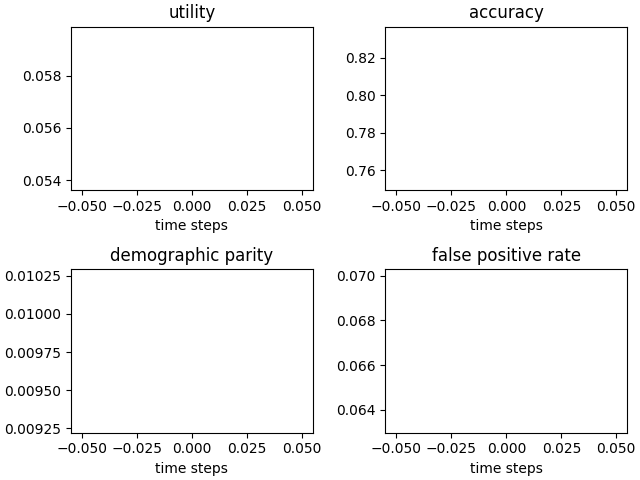 utility
0.058
0.056
0.054
−0.050 −0.025 0.000 0.025 0.050
time steps
accuracy
0.82
0.80
0.78
0.76
−0.050 −0.025 0.000 0.025 0.050
time steps
demographic parity
0.01025
0.01000
0.00975
0.00950
0.00925
−0.050 −0.025 0.000 0.025 0.050
time steps
false positive rate
0.070
0.068
0.066
0.064
−0.050 −0.025 0.000 0.025 0.050
time steps